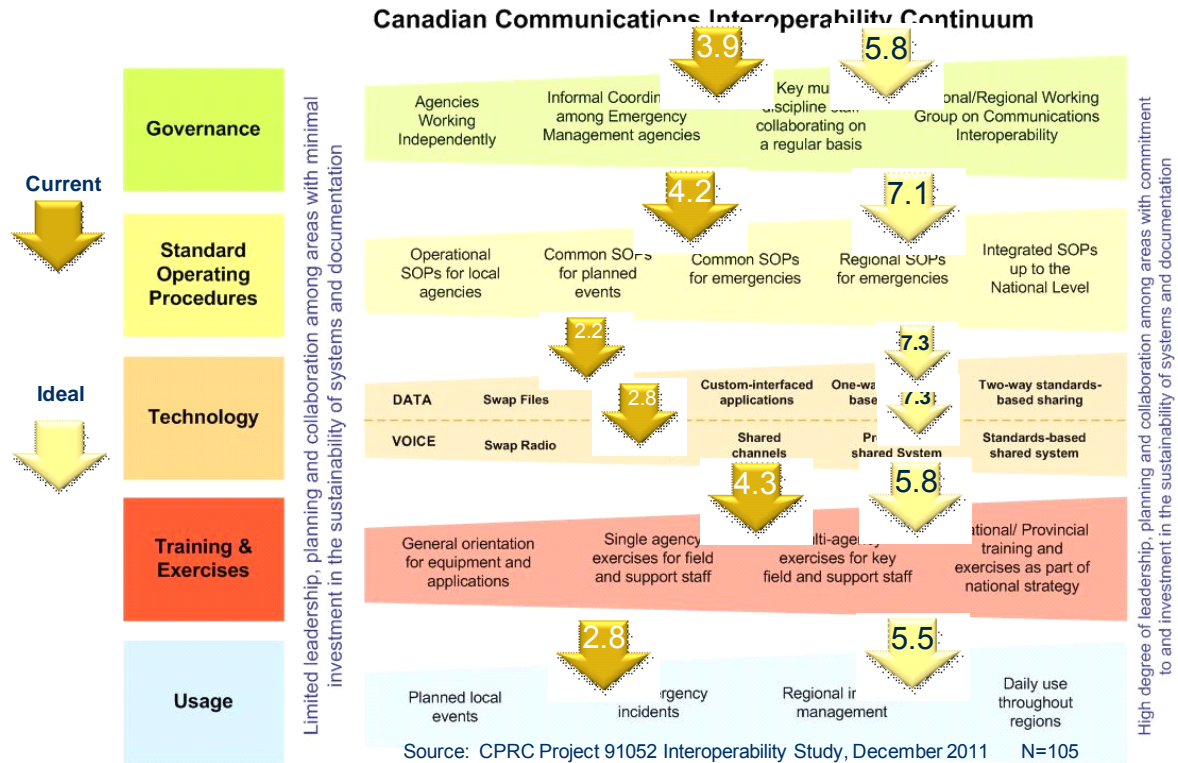 Canadian Communications Interoperability Continuum
3.9
5.8
Governance
Agencies
Working
Independently
Informal
among Emergency
Management agencies
Key
discipline
collaborating on
a regular basis
Working
Group on Communications
Interoperability
Current
4.2
7.1
Standard
Operating
Procedures
Operational
SOPs for local
agencies
Common SOPs
for planned
events
Common SOPs
for emergencies
Regional SOPs
for emergencies
Integrated SOPs
up to the
National Level
2.2
7.3
Ideal
Technology
DATA
Swap Files
2.8
Custom-interfaced
applications
7.3
Two-way standards-
based sharing
VOICE
Swap Radio
Shared
channels
shared System
Standards-based
shared system
4.3
5.8
Training &
Exercises
General orientation
for equipment and
applications
Single agency
exercises for field
and support staff
exercises for key
field and support staff
Provincial
training and
exercises as part of
national strategy
2.8
5.5
Usage
Planned local
events
incidents
Regional
management
Daily use
throughout
regions
Limited leadership, planning and collaboration among areas with minimal
investment in the sustainability of systems and documentation
High degree of leadership, planning and collaboration among areas with commitment
to and investment in the sustainability of systems and documentation
Source: CPRC Project 91052 Interoperability Study, December 2011 N=105